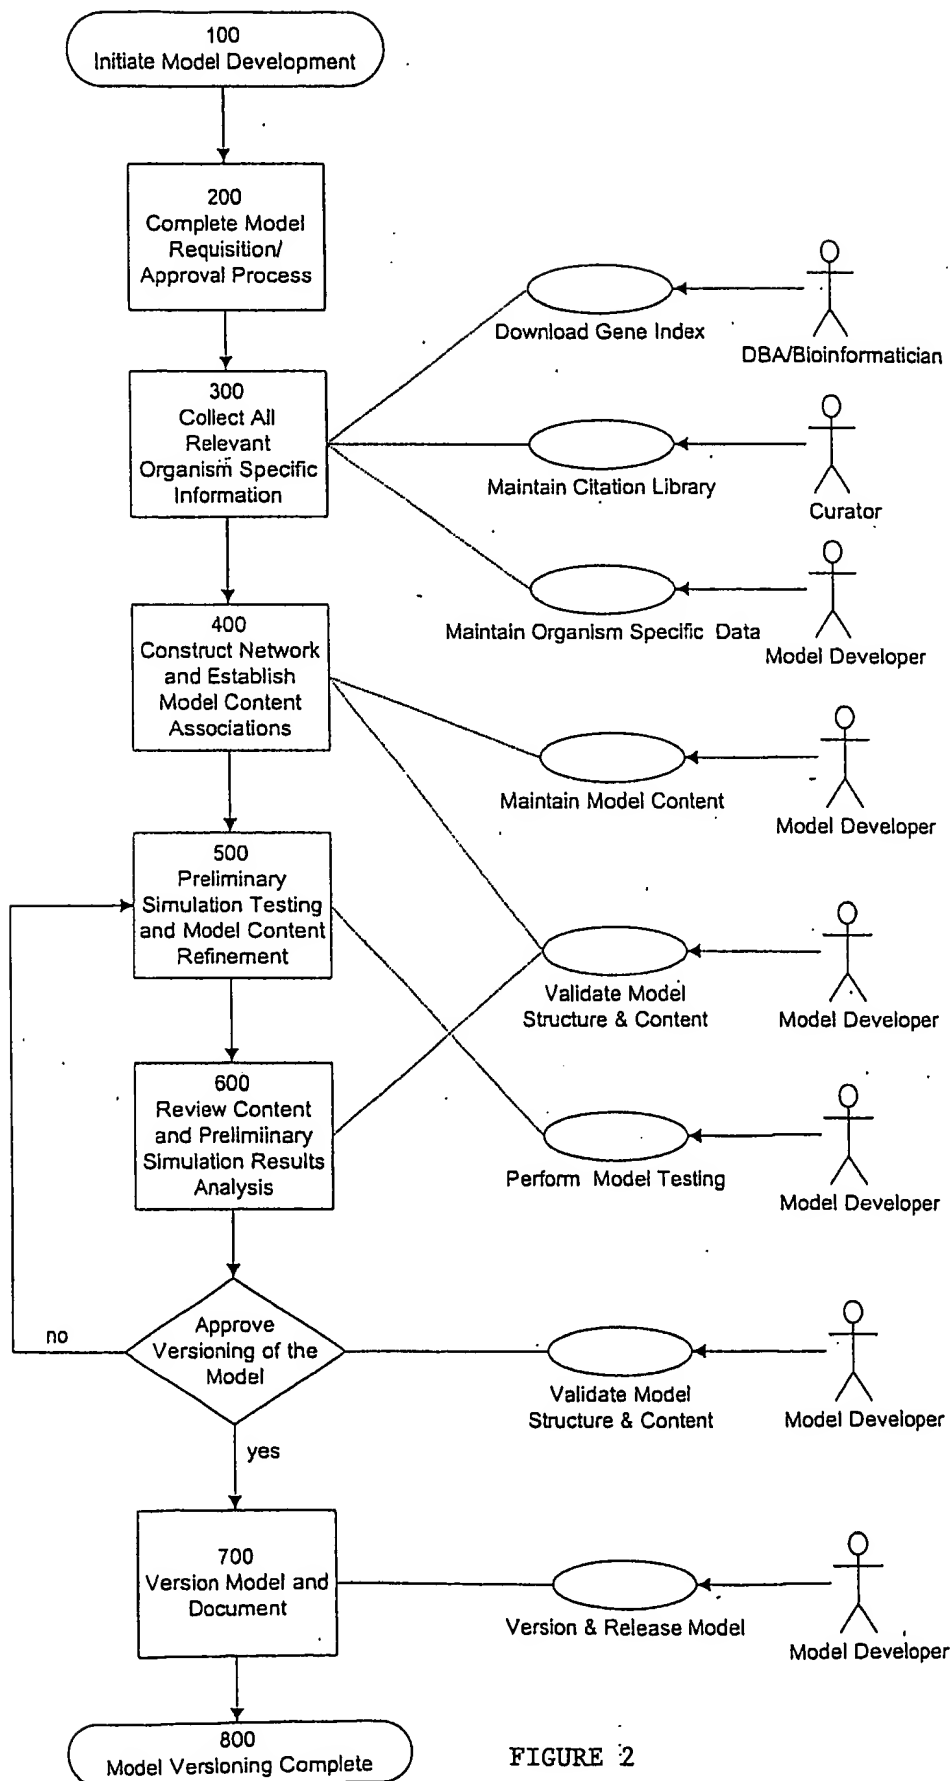 100
Initiate Model Development
200
Complete Model
Requisition/
Approval Process
Download Gene Index
DBA/Bioinformatician
300
Collect All
Relevant
Organism Specific
Information
Maintain Citation Library
Curator
Maintain Organism Specific Data
Model Developer
400
Construct Network
and Establish
Model Content
Associations
Maintain Model Content
Model Developer
500
Preliminary
Simulation Testing
and Model Content
Refinement
Validate Model
Structure & Content
Model Developer
600
Review Content
and Prelimiinary
Simulation Results
Analysis
Perform Model Testing
Model Developer
no
Approve
Versioning of the
Model
Validate Model
Structure & Content
Model Developer
yes
700
Version Model and
Document
Version & Release Model
Model Developer
800
Model Versioning Complete
FIGURE 2